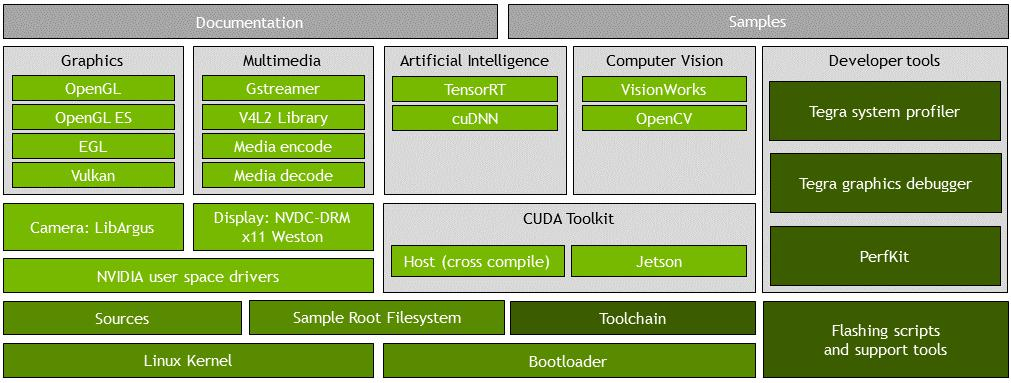 Documentation
Samples
Graphics
OpenGL
OpenGL ES
EGL
Vulkan
Multimedia
Gstreamer
V4L2 Library
Media encode
Media decode
Artificial Intelligence
TensorRT
cuDNN
Computer Vision
VisionWorks
OpenCV
Developer tools
Tegra system profiler
Tegra graphics debugger
PerfKit
Camera: LibArgus
Display: NVDC-DRM
x11 Weston
CUDA Toolkit
Host (cross compile)
Jetson
NVIDIA user space drivers
Sources
Sample Root Filesystem
Toolchain
Flashing scripts
and support tools
Linux Kernel
Bootloader